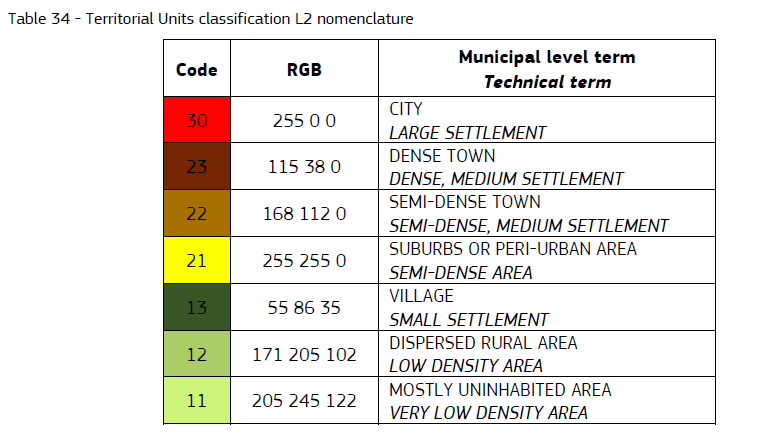 Table 34 - Territorial Units classification L2 nomenclature
Code RGB Municipal level term
Technical term
30 255 0 0 CITY
LARGE SETTLEMENT
23 115 38 0 DENSE TOWN
DENSE, MEDIUM SETTLEMENT
22 168 112 0 SEMI-DENSE TOWN
SEMI-DENSE, MEDIUM SETTLEMENT
21 255 255 0 SUBURBS OR PERI-URBAN AREA
SEMI-DENSE AREA
13 55 86 35 VILLAGE
SMALL SETTLEMENT
12 171 205 102 DISPERSED RURAL AREA
LOW DENSITY AREA
11 205 245 122 MOSTLY UNINHABITED AREA
VERY LOW DENSITY AREA